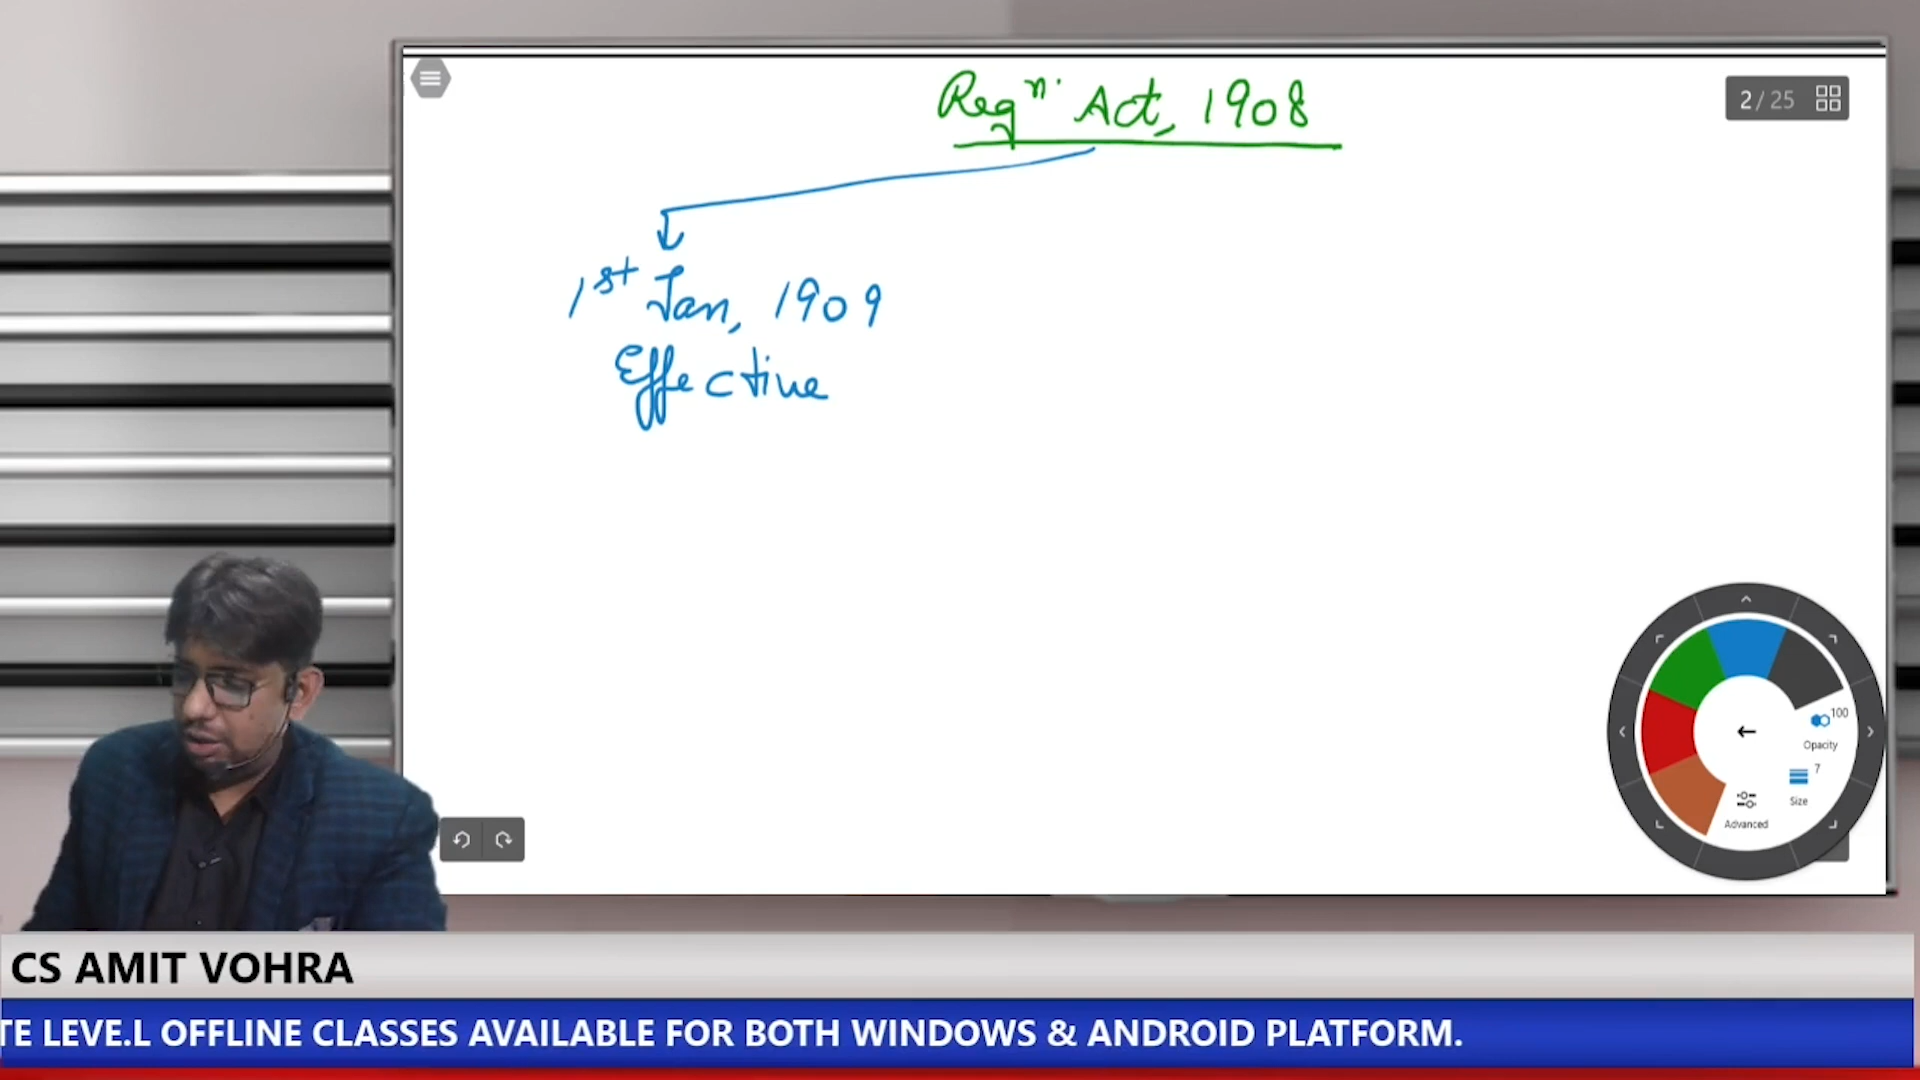 Regn. Act, 1908
2 / 25
1st Jan, 1909
Effective
100
Opacity
7
Size
Advanced
CS AMIT VOHRA
TE LEVE.L OFFLINE CLASSES AVAILABLE FOR BOTH WINDOWS & ANDROID PLATFORM.